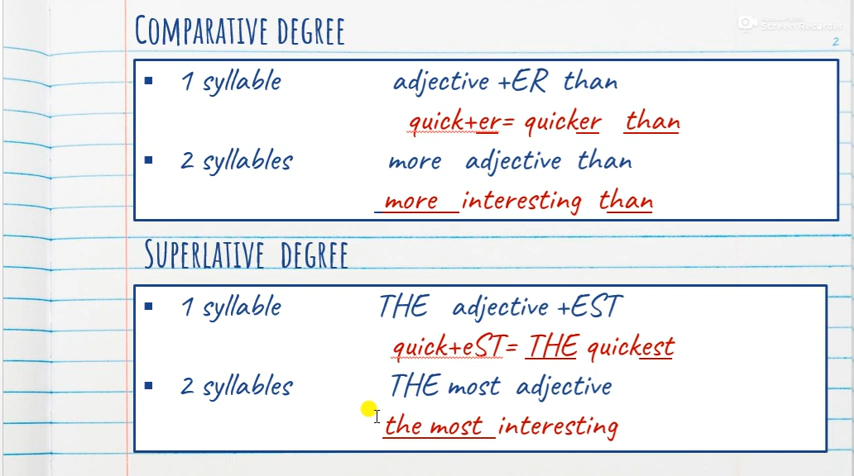 COMPARATIVE DEGREE
2
▪ 1 syllable adjective +ER than
quick+er= quicker than
▪ 2 syllables more adjective than
more interesting than
SUPERLATIVE DEGREE
▪ 1 syllable THE adjective +EST
quick+eST= THE quickest
▪ 2 syllables THE most adjective
the most interesting